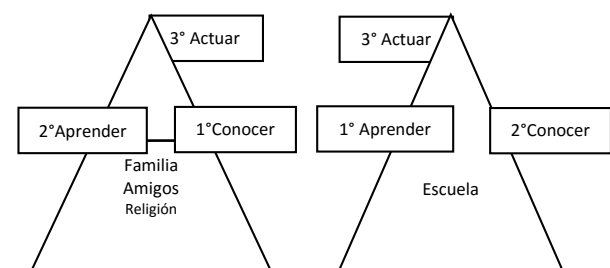 3° Actuar
2°Aprender
1°Conocer
Familia
Amigos
Religión
3° Actuar
1° Aprender
2°Conocer
Escuela